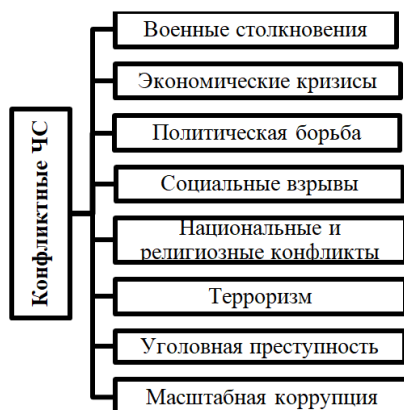 Конфликтные ЧС
Военные столкновения
Экономические кризисы
Политическая борьба
Социальные взрывы
Национальные и
религиозные конфликты
Терроризм
Уголовная преступность
Масштабная коррупция